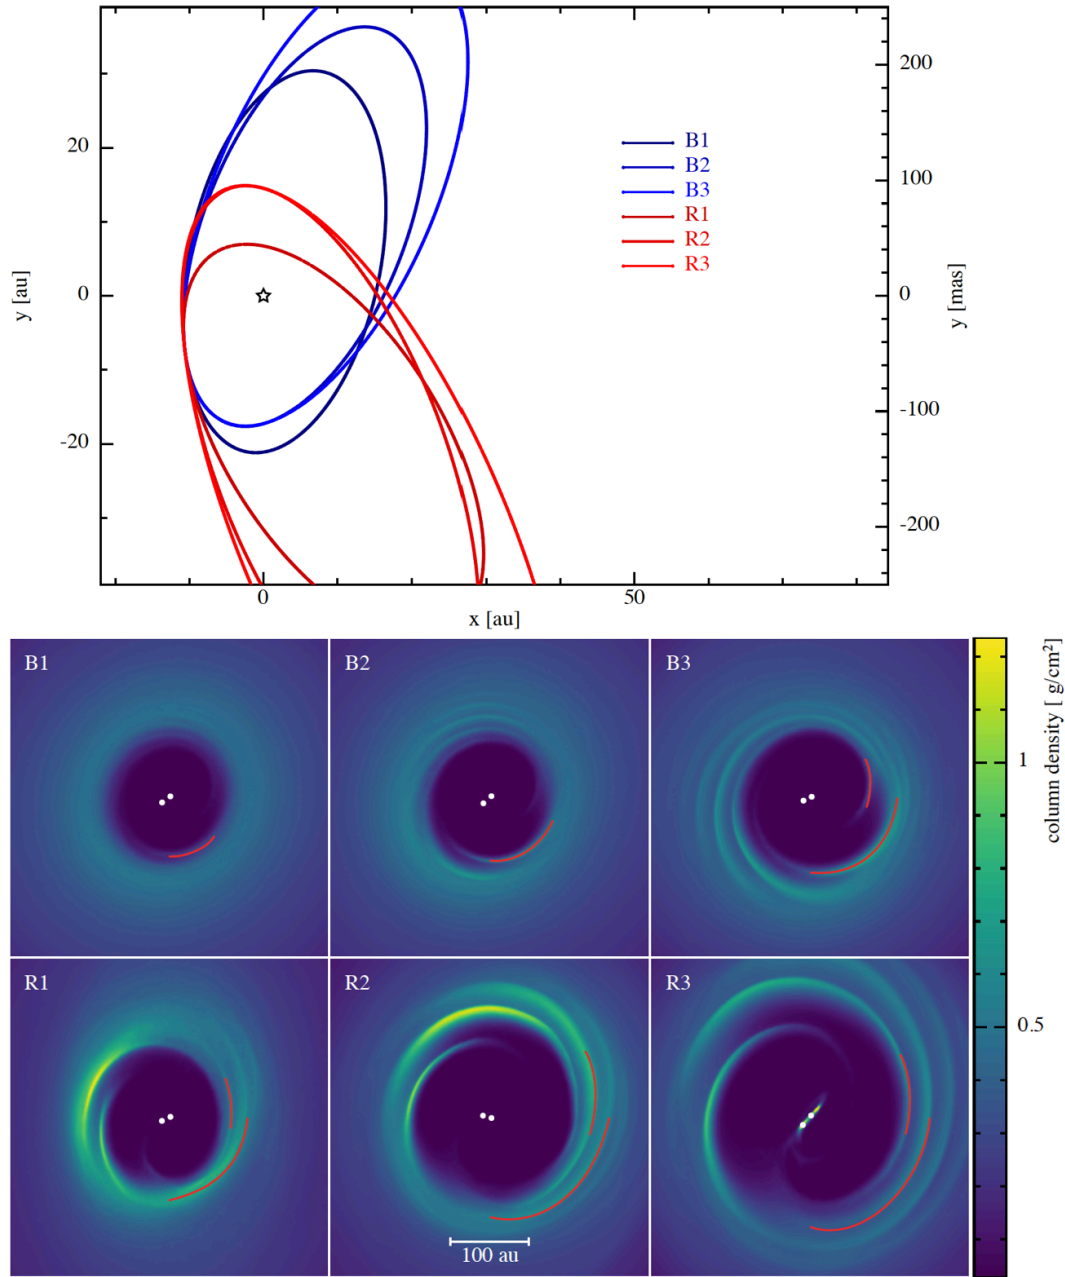 200
B1
B2
B3
R1
R2
R3
20
100
y [au]
0
0
y [mas]
-100
-20
-200
0
50
x [au]
B1
B2
B3
column density [ g/cm²]
1
R1
R2
R3
0.5
100 au